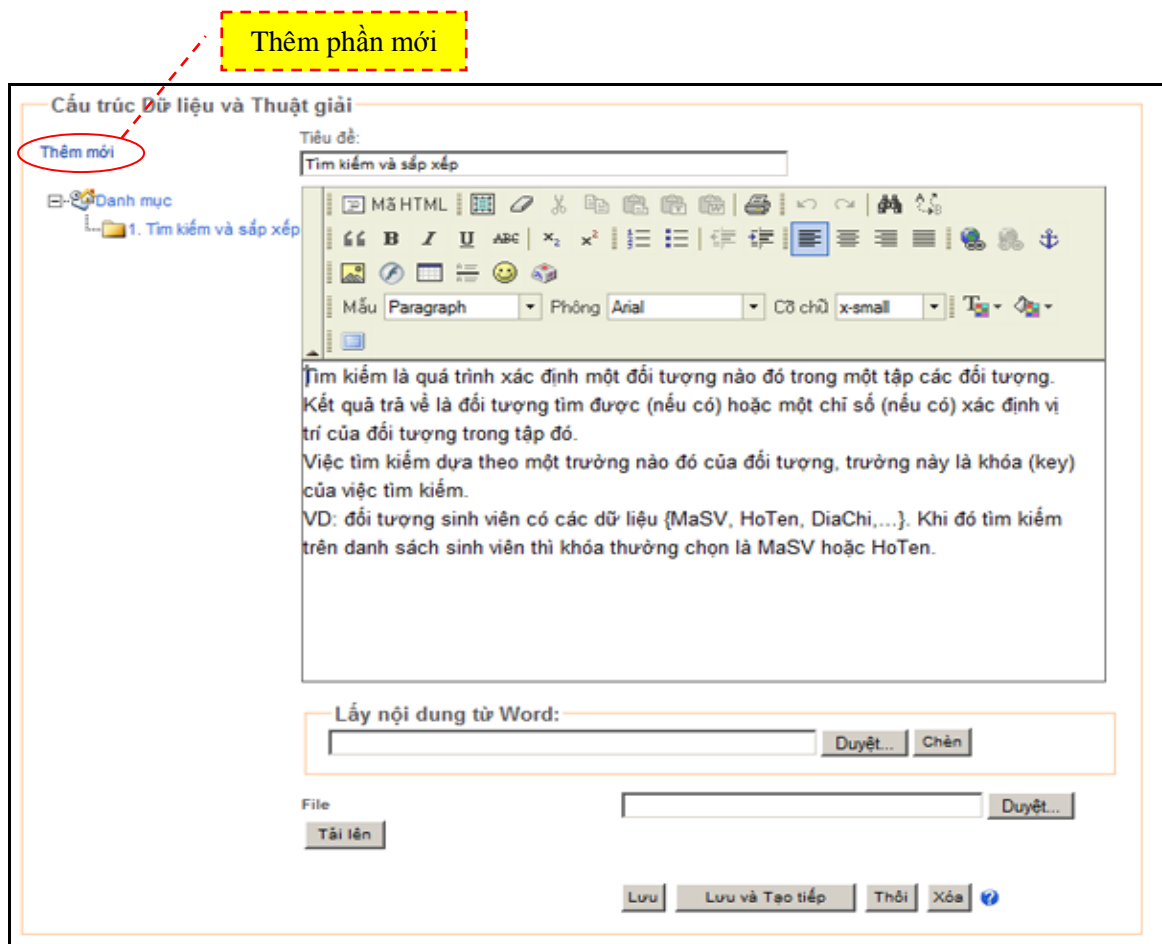 Thêm phần mới
Cấu trúc Dữ liệu và Thuật giải
Thêm mới
Tiêu đề:
Tìm kiếm và sắp xếp
Danh mục
1. Tìm kiếm và sắp xếp
Mã HTML
Mẫu Paragraph Phông Arial Cỡ chữ x-small
Tìm kiếm là quá trình xác định một đối tượng nào đó trong một tập các đối tượng.
Kết quả trả về là đối tượng tìm được (nếu có) hoặc một chỉ số (nếu có) xác định vị
trí của đối tượng trong tập đó.
Việc tìm kiếm dựa theo một trường nào đó của đối tượng, trường này là khóa (key)
của việc tìm kiếm.
VD: đối tượng sinh viên có các dữ liệu {MaSV, HoTen, DiaChi,...}. Khi đó tìm kiếm
trên danh sách sinh viên thì khóa thường chọn là MaSV hoặc HoTen.
Lấy nội dung từ Word:
Duyệt... Chèn
File Duyệt...
Tải lên
Lưu Lưu và Tạo tiếp Thôi Xóa